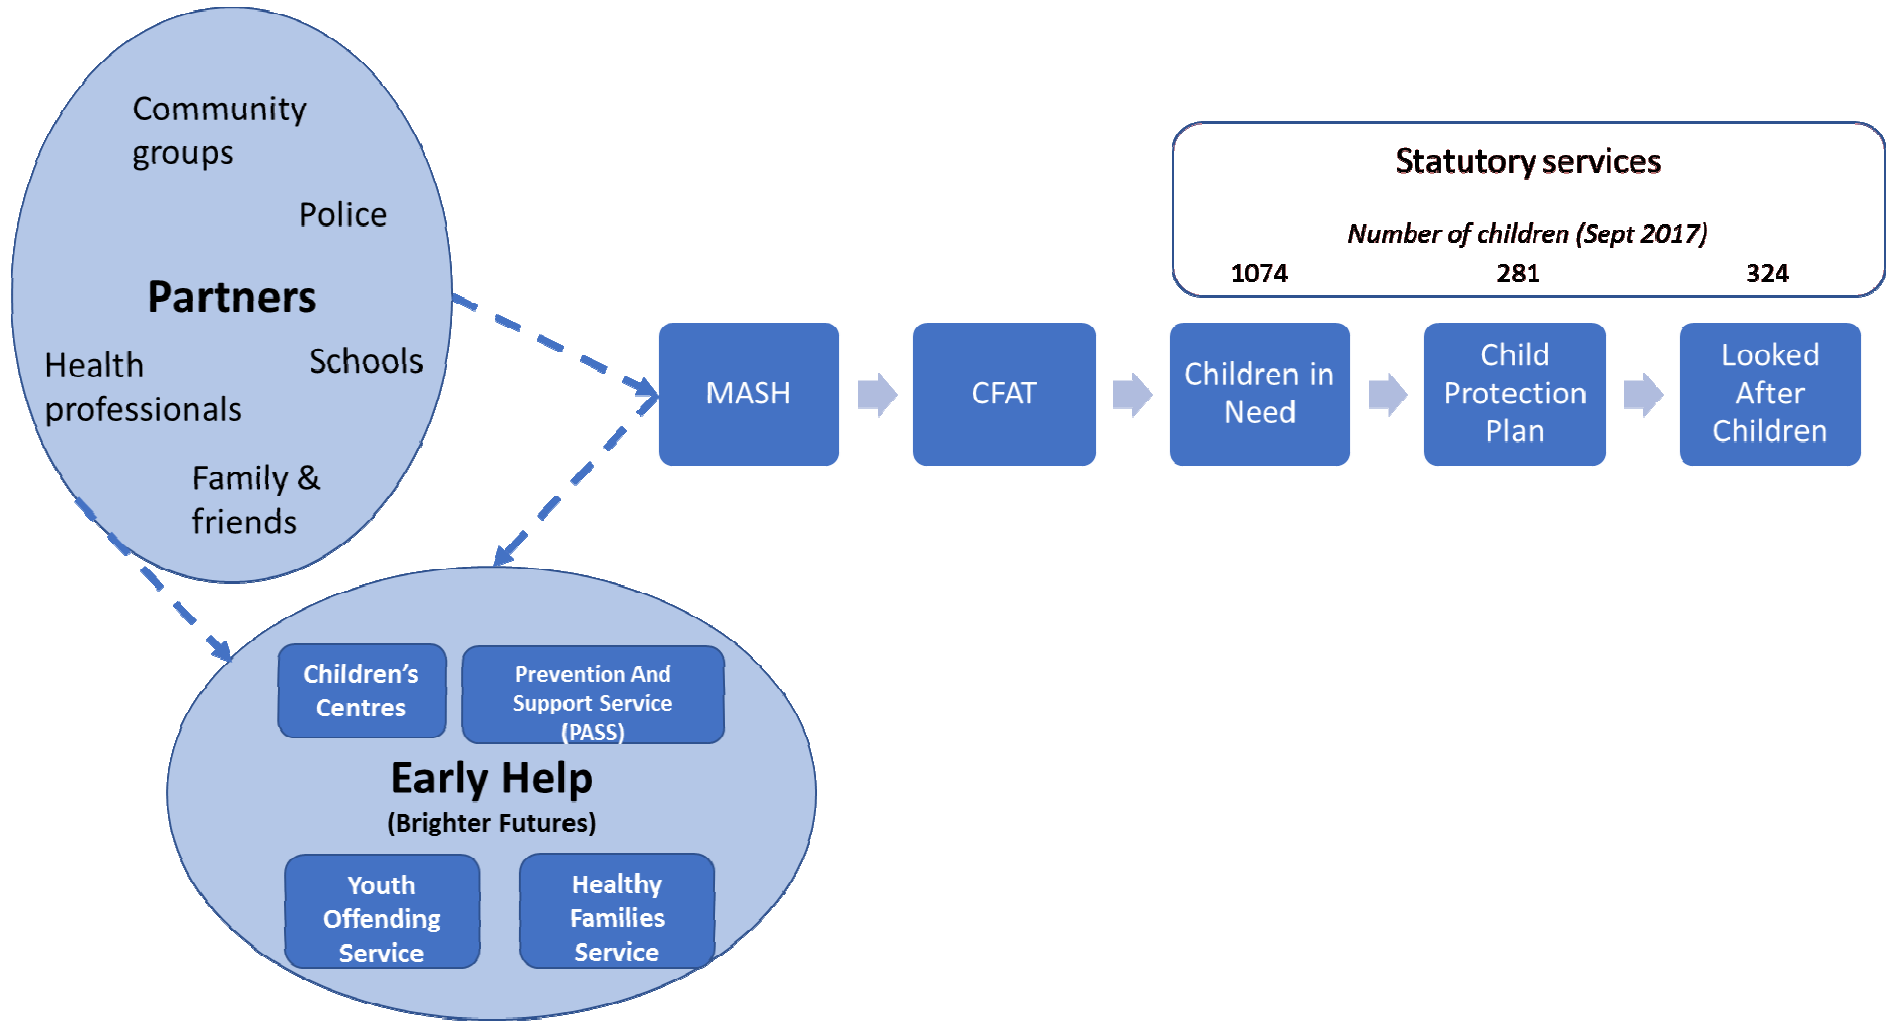 Community
groups
Police
Partners
Health
professionals
Schools
Family &
friends
Statutory services
Number of children (Sept 2017)
1074 281 324
MASH
CFAT
Children in
Need
Child
Protection
Plan
Looked
After
Children
Children’s
Centres
Prevention And
Support Service
(PASS)
Early Help
(Brighter Futures)
Youth
Offending
Service
Healthy
Families
Service